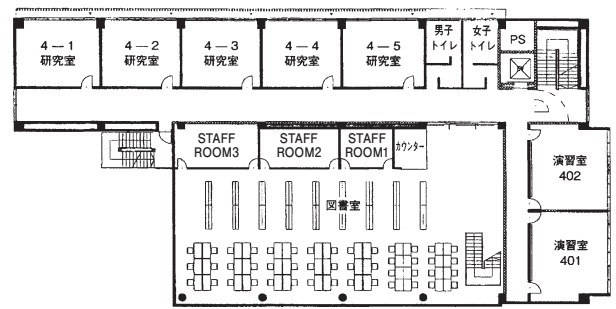 4－1
研究室
4－2
研究室
4－3
研究室
4－4
研究室
4－5
研究室
男子
トイレ
女子
トイレ
PS
STAFF
ROOM3
STAFF
ROOM2
STAFF
ROOM1
カウンター
演習室
402
図書室
演習室
401